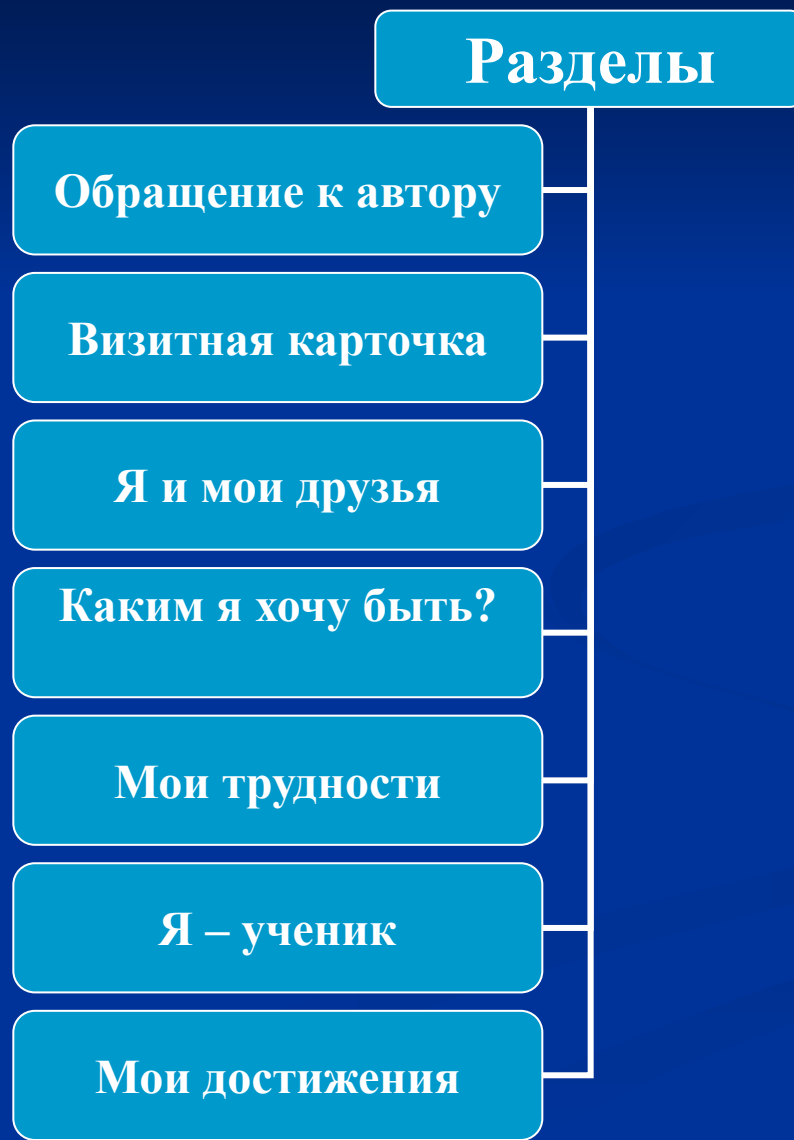 Разделы
Обращение к автору
Визитная карточка
Я и мои друзья
Каким я хочу быть?
Мои трудности
Я – ученик
Мои достижения